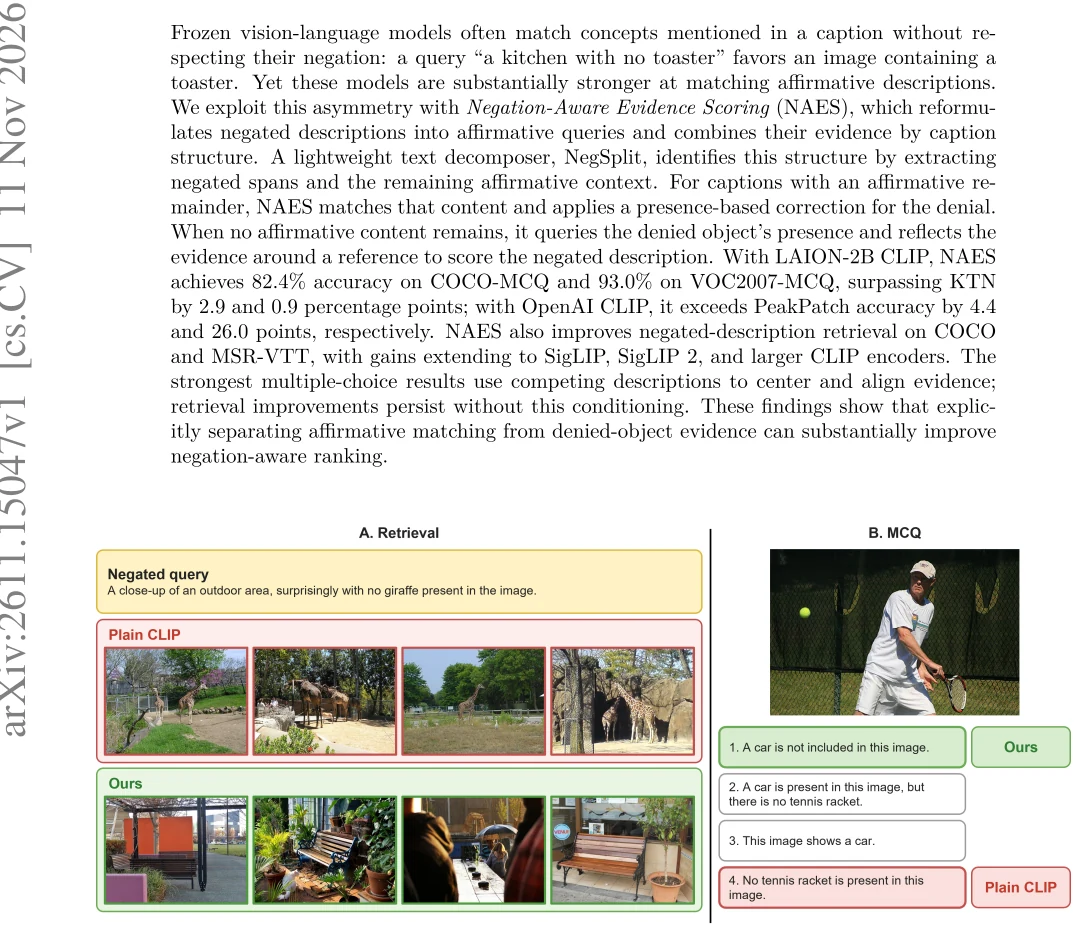 arXiv:2611.15047v1 [cs.CV] 11 Nov 2026
Frozen vision-language models often match concepts mentioned in a caption without re-
specting their negation: a query “a kitchen with no toaster” favors an image containing a
toaster. Yet these models are substantially stronger at matching affirmative descriptions.
We exploit this asymmetry with Negation-Aware Evidence Scoring (NAES), which reformu-
lates negated descriptions into affirmative queries and combines their evidence by caption
structure. A lightweight text decomposer, NegSplit, identifies this structure by extracting
negated spans and the remaining affirmative context. For captions with an affirmative re-
mainder, NAES matches that content and applies a presence-based correction for the denial.
When no affirmative content remains, it queries the denied object’s presence and reflects the
evidence around a reference to score the negated description. With LAION-2B CLIP, NAES
achieves 82.4% accuracy on COCO-MCQ and 93.0% on VOC2007-MCQ, surpassing KTN
by 2.9 and 0.9 percentage points; with OpenAI CLIP, it exceeds PeakPatch accuracy by 4.4
and 26.0 points, respectively. NAES also improves negated-description retrieval on COCO
and MSR-VTT, with gains extending to SigLIP, SigLIP 2, and larger CLIP encoders. The
strongest multiple-choice results use competing descriptions to center and align evidence;
retrieval improvements persist without this conditioning. These findings show that explic-
itly separating affirmative matching from denied-object evidence can substantially improve
negation-aware ranking.
A. Retrieval
Negated query
A close-up of an outdoor area, surprisingly with no giraffe present in the image.
Plain CLIP
Ours
B. MCQ
1. A car is not included in this image.
Ours
2. A car is present in this image, but
there is no tennis racket.
3. This image shows a car.
4. No tennis racket is present in this
image.
Plain CLIP